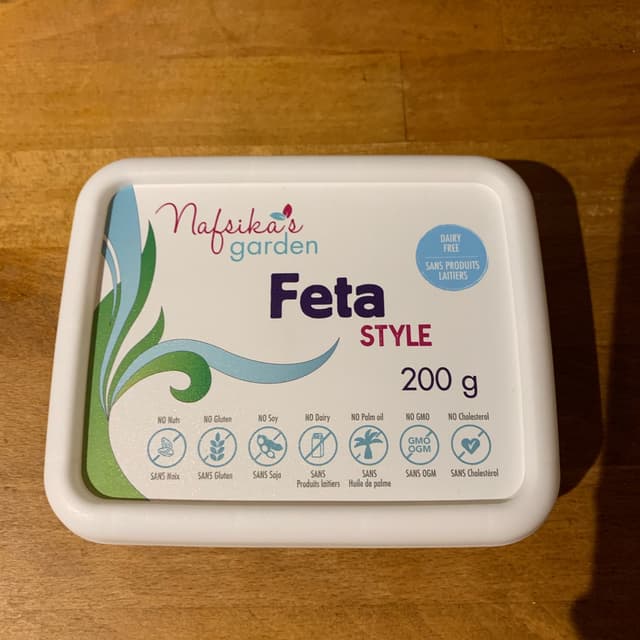 Nafsika's
garden
DAIRY
FREE
SANS PRODUITS
LAITIERS
Feta
STYLE
200 g
NO Nuts
NO Gluten
NO Soy
NO Dairy
NO Palm oil
NO GMO
NO Cholesterol
GMO
OGM
SANS Noix
SANS Gluten
SANS Soja
SANS
Produits laitiers
SANS
Huile de palme
SANS OGM
SANS Cholestérol